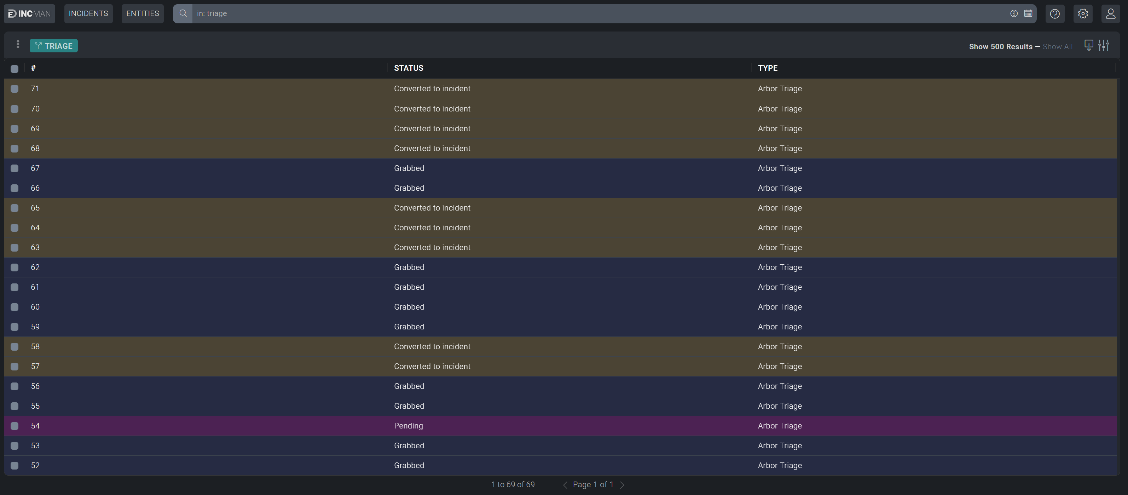 INCMAN INCIDENTS ENTITIES in: triage
TRIAGE Show 500 Results — Show All
# STATUS TYPE
71 Converted to incident Arbor Triage
70 Converted to incident Arbor Triage
69 Converted to incident Arbor Triage
68 Converted to incident Arbor Triage
67 Grabbed Arbor Triage
66 Grabbed Arbor Triage
65 Converted to incident Arbor Triage
64 Converted to incident Arbor Triage
63 Converted to incident Arbor Triage
62 Grabbed Arbor Triage
61 Grabbed Arbor Triage
60 Grabbed Arbor Triage
59 Grabbed Arbor Triage
58 Converted to incident Arbor Triage
57 Converted to incident Arbor Triage
56 Grabbed Arbor Triage
55 Grabbed Arbor Triage
54 Pending Arbor Triage
53 Grabbed Arbor Triage
52 Grabbed Arbor Triage
1 to 69 of 69 Page 1 of 1